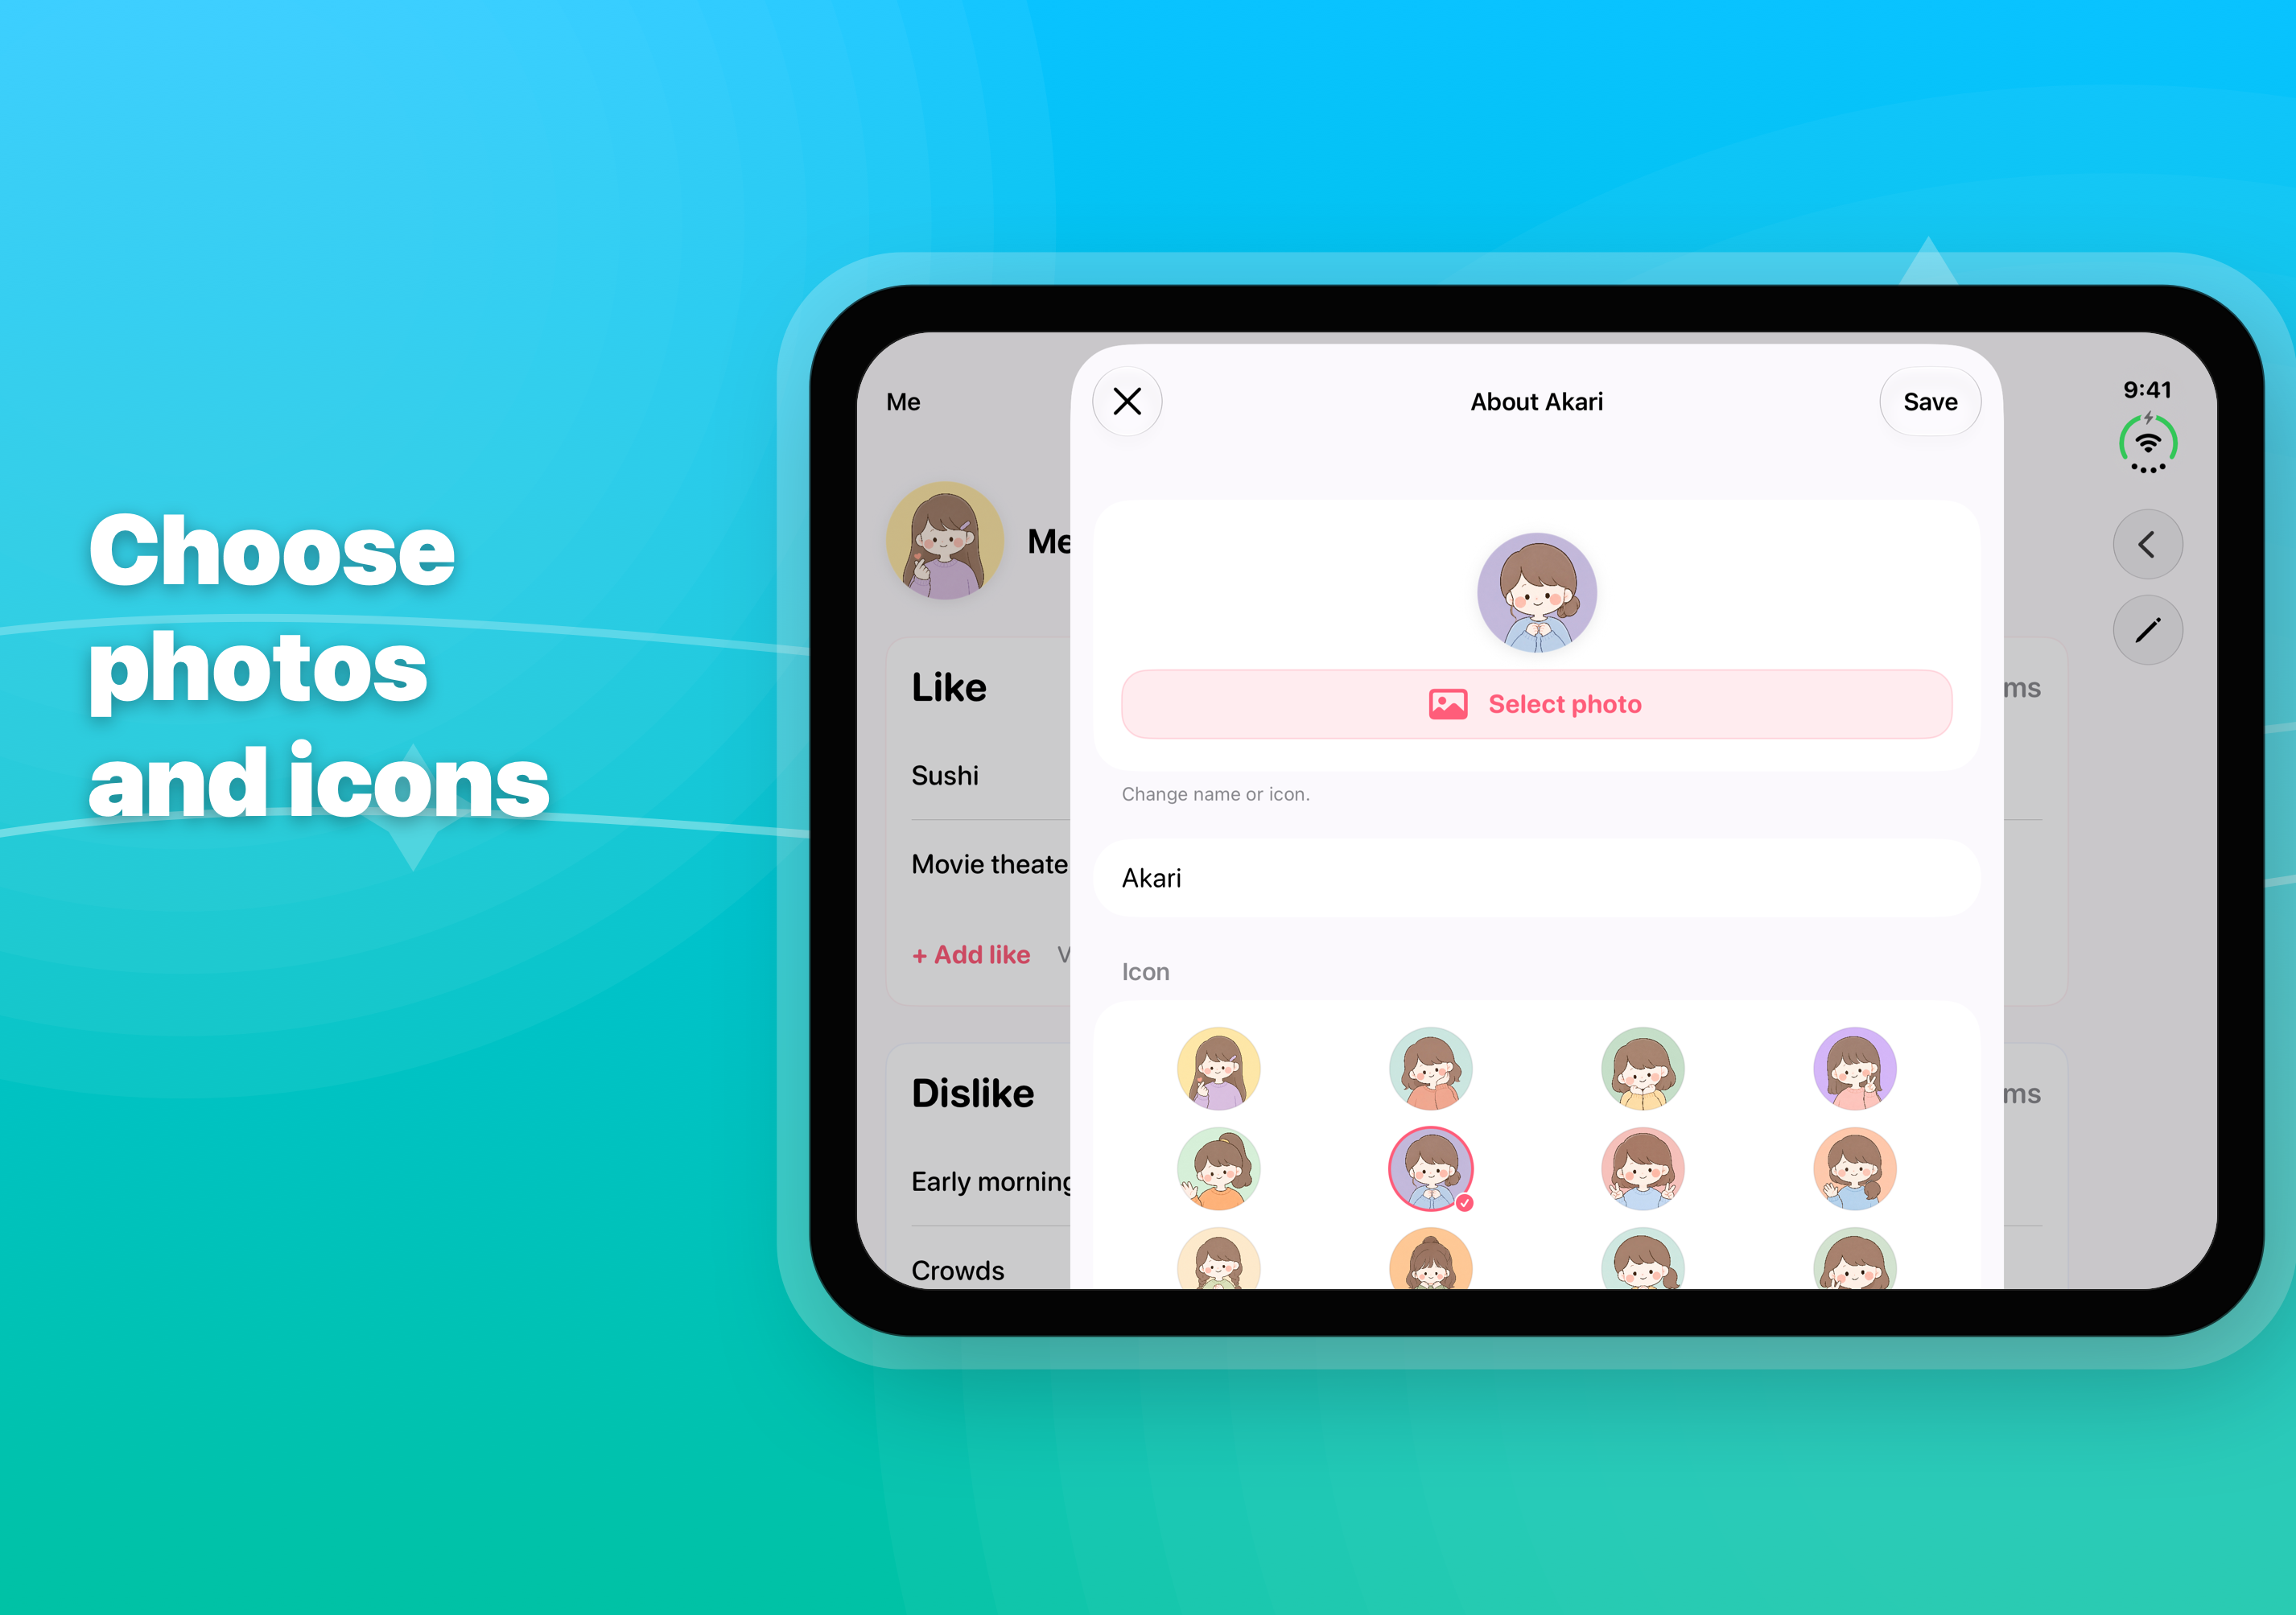 Choose
photos
and icons
Me
About Akari
Save
9:41
Me
Select photo
Like
ms
Sushi
Change name or icon.
Movie theate
Akari
+ Add like
Icon
Dislike
ms
Early morning
Crowds